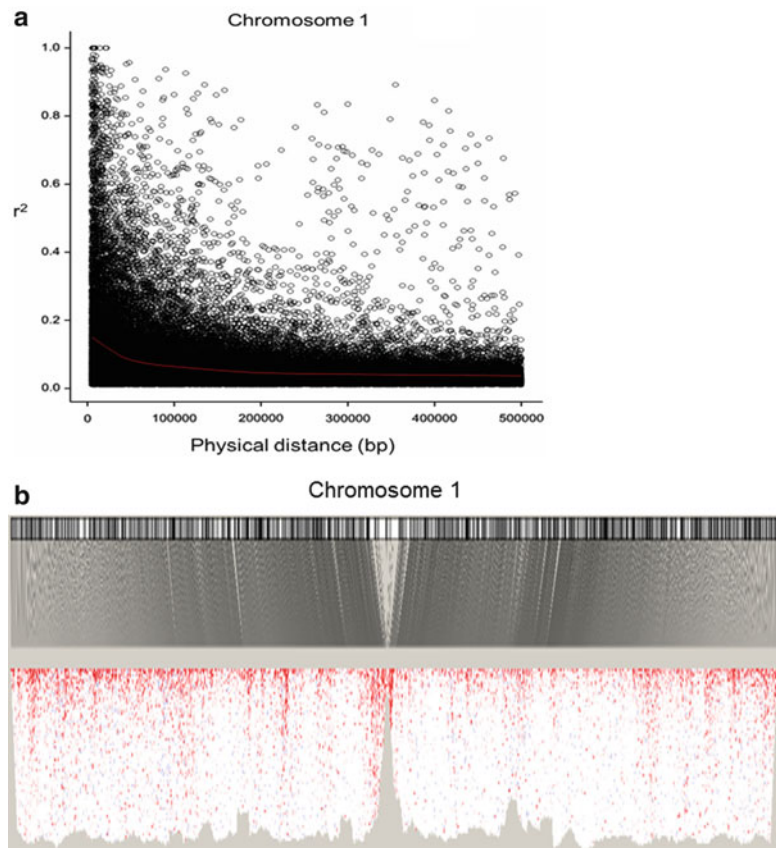 a
Chromosome 1
1.0
0.8
0.6
r²
0.4
0.2
0.0
0 100000 200000 300000 400000 500000
Physical distance (bp)
b
Chromosome 1